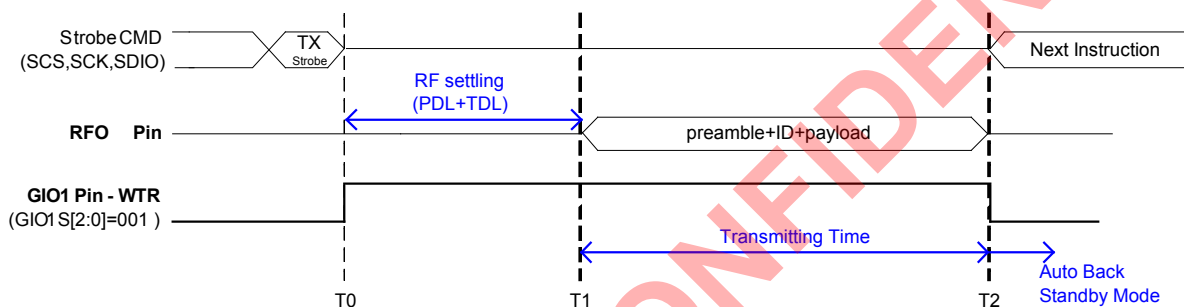 Strobe CMD
(SCS,SCK,SDIO)
TX
Strobe
Next Instruction
RF settling
(PDL+TDL)
RFO Pin
preamble+ID+payload
GIO1 Pin - WTR
(GIO1S[2:0]=001 )
Transmitting Time
Auto Back
Standby Mode
T0
T1
T2
ONFIDEN